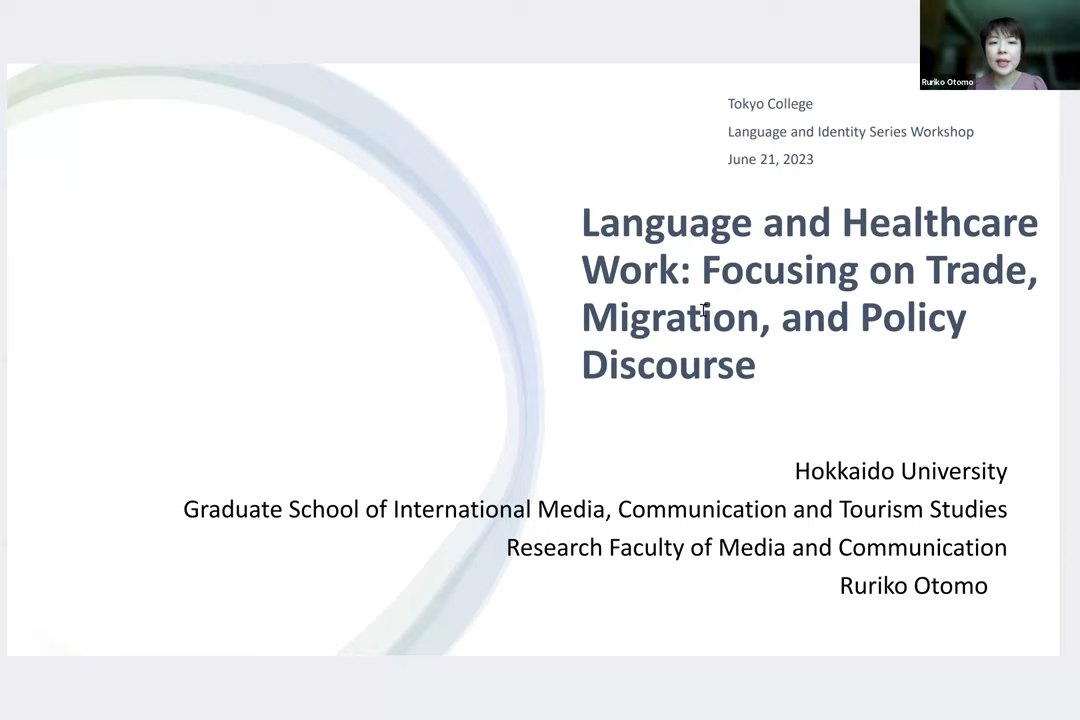 Ruriko Otomo
Tokyo College
Language and Identity Series Workshop
June 21, 2023
Language and Healthcare
Work: Focusing on Trade,
Migration, and Policy
Discourse
Hokkaido University
Graduate School of International Media, Communication and Tourism Studies
Research Faculty of Media and Communication
Ruriko Otomo